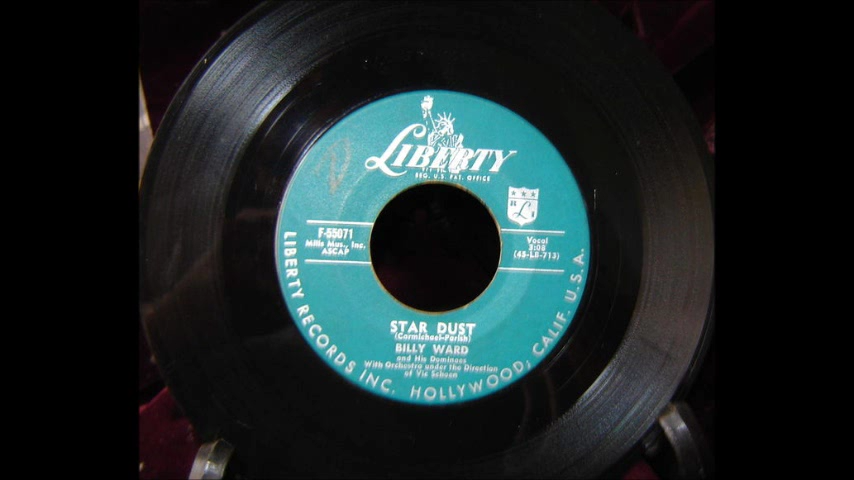 LIBERTY
REG. U.S. PAT. OFFICE
F-55071
Mills Mus., Inc.
ASCAP
Vocal
3:08
(45-LB-713)
STAR DUST
(Carmichael-Parish)
BILLY WARD
and His Dominoes
With Orchestra under the Direction
of Vic Schoen
LIBERTY RECORDS INC. HOLLYWOOD, CALIF. U.S.A.